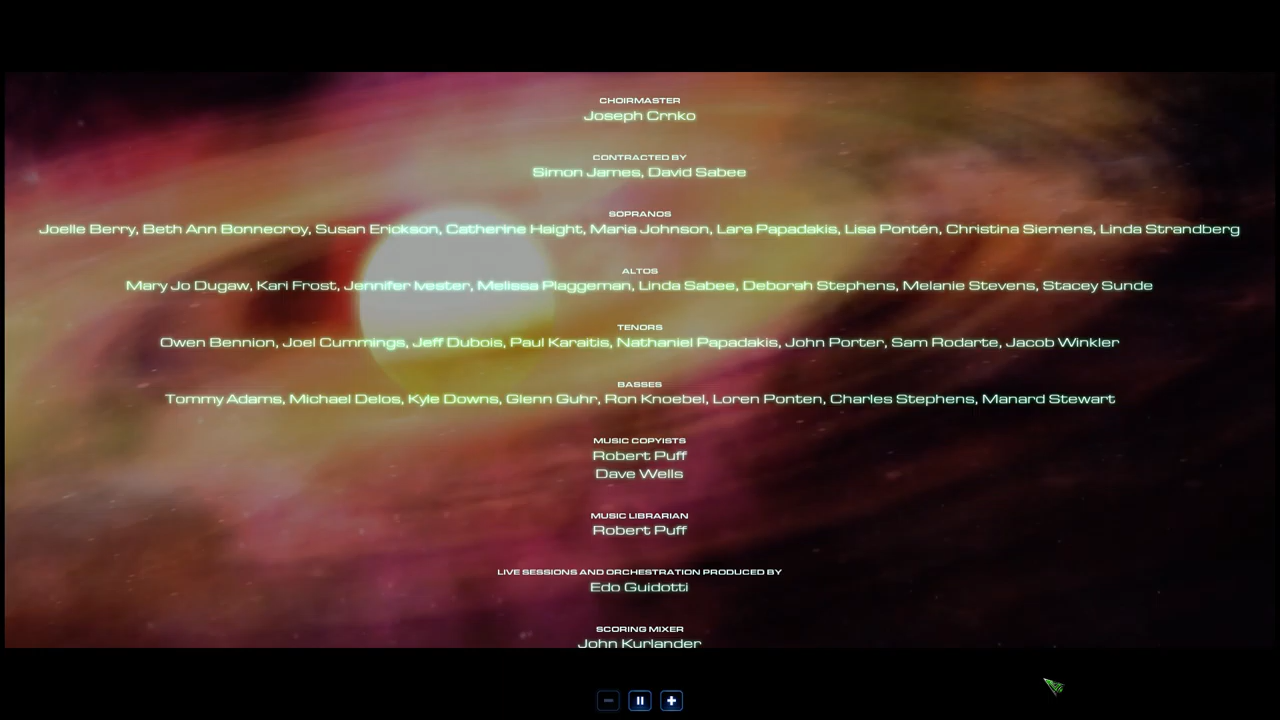 CHOIRMASTER
Joseph Crnko
CONTRACTED BY
Simon James, David Sabee
SOPRANOS
Joelle Berry, Beth Ann Bonnecroy, Susan Erickson, Catherine Haight, Maria Johnson, Lara Papadakis, Lisa Pontén, Christina Siemens, Linda Strandberg
ALTOS
Mary Jo Dugaw, Kari Frost, Jennifer Ivester, Melissa Plaggeman, Linda Sabee, Deborah Stephens, Melanie Stevens, Stacey Sunde
TENORS
Owen Bennion, Joel Cummings, Jeff Dubois, Paul Karaitis, Nathaniel Papadakis, John Porter, Sam Rodarte, Jacob Winkler
BASSES
Tommy Adams, Michael Delos, Kyle Downs, Glenn Guhr, Ron Knoebel, Loren Ponten, Charles Stephens, Manard Stewart
MUSIC COPYISTS
Robert Puff
Dave Wells
MUSIC LIBRARIAN
Robert Puff
LIVE SESSIONS AND ORCHESTRATION PRODUCED BY
Edo Guidotti
SCORING MIXER
John Kurlander